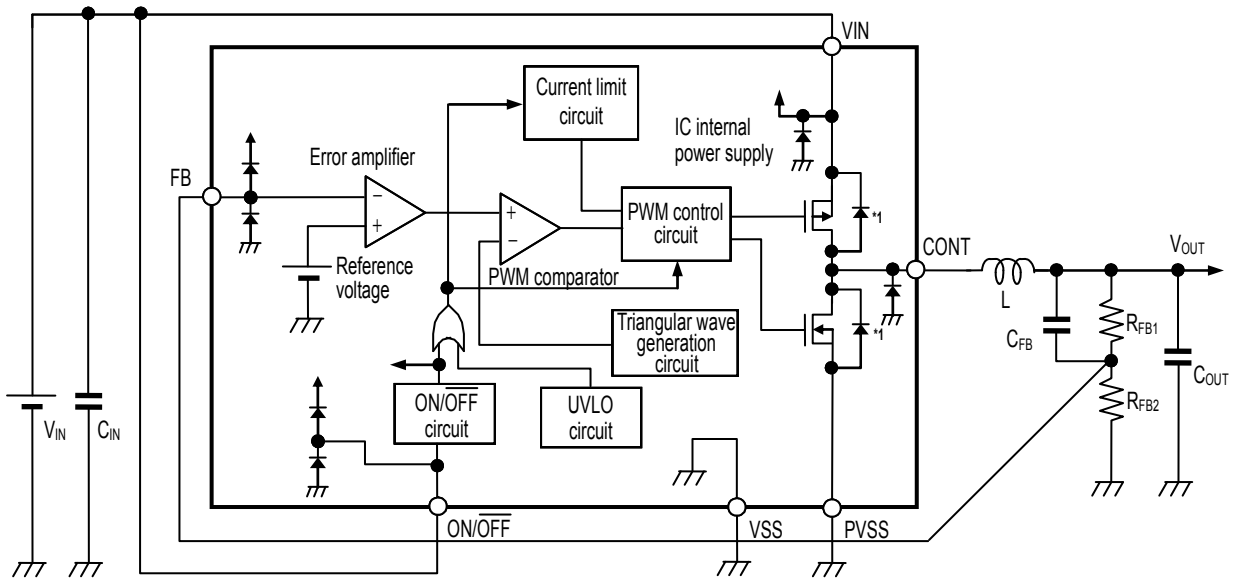 VIN
Current limit
circuit
IC internal
power supply
Error amplifier
FB
−
+
+
−
PWM control
circuit
*1
CONT
VOUT
Reference
voltage
PWM comparator
L
CFB
RFB1
Triangular wave
generation
circuit
*1
COUT
ON/OFF
circuit
UVLO
circuit
RFB2
VIN
CIN
ON/OFF
VSS
PVSS